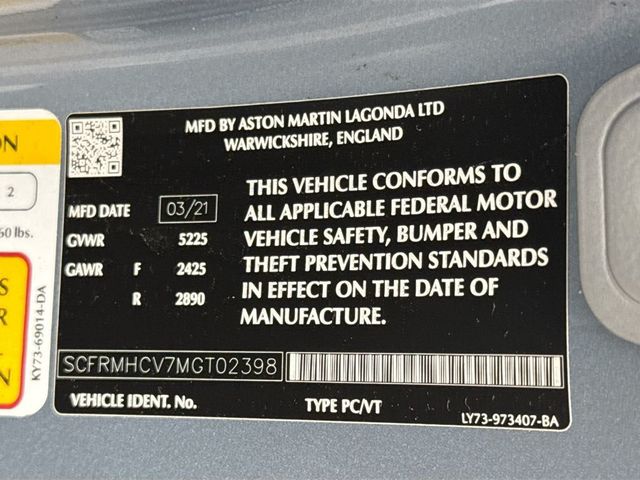 MFD BY ASTON MARTIN LAGONDA LTD
WARWICKSHIRE, ENGLAND
MFD DATE 03/21
GVWR 5225
GAWR F 2425
R 2890
THIS VEHICLE CONFORMS TO
ALL APPLICABLE FEDERAL MOTOR
VEHICLE SAFETY, BUMPER AND
THEFT PREVENTION STANDARDS
IN EFFECT ON THE DATE OF
MANUFACTURE.
SCFRMHCV7MGT02398
VEHICLE IDENT. No. TYPE PC/VT
LY73-973407-BA
2
lbs.
KY73-69014-DA